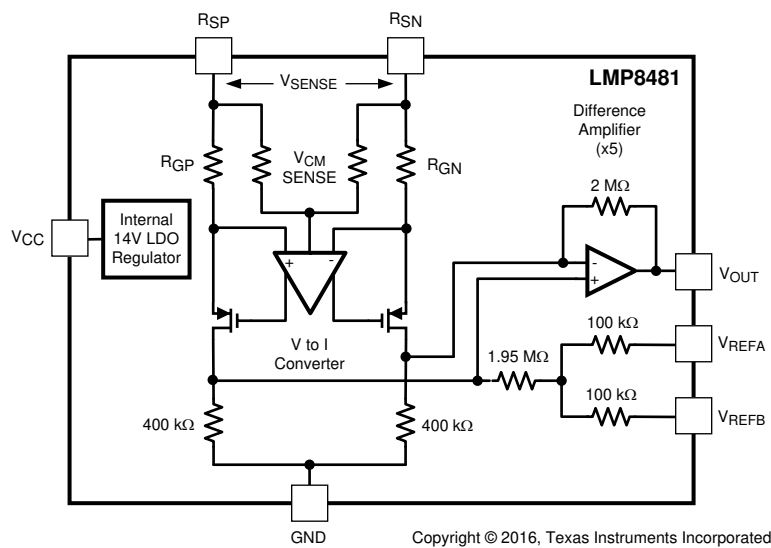 RSP
RSN
VSENSE
LMP8481
Difference
Amplifier
(x5)
RGP
VCM
SENSE
RGN
2 MΩ
VCC
Internal
14V LDO
Regulator
+
-
-
+
VOUT
V to I
Converter
100 kΩ
VREFA
1.95 MΩ
100 kΩ
VREFB
400 kΩ
400 kΩ
GND
Copyright © 2016, Texas Instruments Incorporated